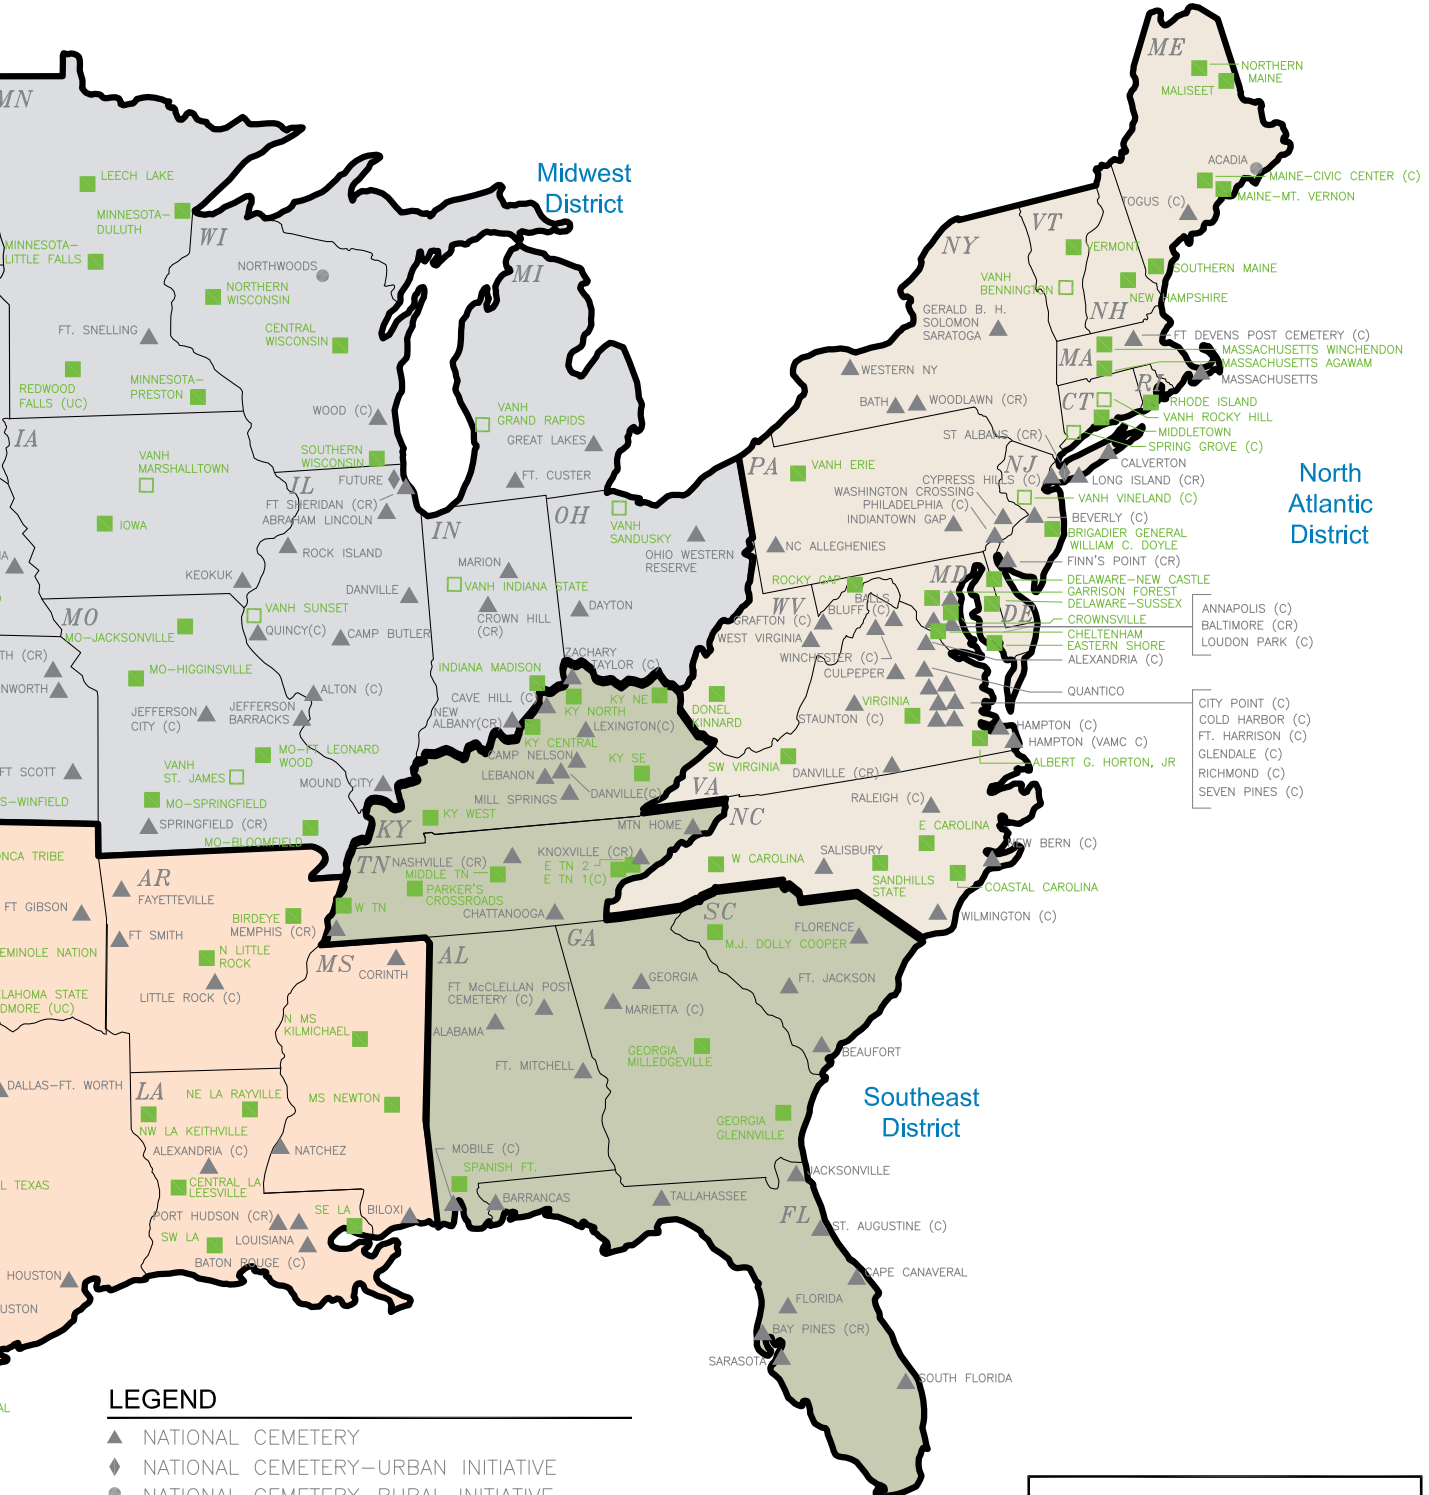 ME
NORTHERN
MAINE
MALISEET
MN
ACADIA
MAINE-CIVIC CENTER (C)
MAINE-MT. VERNON
TOGUS (C)
Midwest
District
LEECH LAKE
MINNESOTA-
DULUTH
MINNESOTA-
LITTLE FALLS
WI
NORTHWOODS
NORTHERN
WISCONSIN
MI
NY
VT
VERMONT
VANH
BENNINGTON
SOUTHERN MAINE
NEW HAMPSHIRE
NH
GERALD B. H.
SOLOMON
SARATOGA
FT. SNELLING
CENTRAL
WISCONSIN
FT DEVENS POST CEMETERY (C)
MASSACHUSETTS WINCHENDON
MASSACHUSETTS AGAWAM
MASSACHUSETTS
MA
RI
CT
WESTERN NY
REDWOOD
FALLS (UC)
MINNESOTA-
PRESTON
BATH
WOODLAWN (CR)
RHODE ISLAND
VANH ROCKY HILL
MIDDLETOWN
SPRING GROVE (C)
WOOD (C)
VANH
GRAND RAPIDS
GREAT LAKES
ST ALBANS (CR)
CALVERTON
LONG ISLAND (CR)
IA
VANH
MARSHALLTOWN
SOUTHERN
WISCONSIN
FT. CUSTER
PA
VANH ERIE
NJ
CYPRESS HILLS (C)
WASHINGTON CROSSING
PHILADELPHIA (C)
INDIANTOWN GAP
VANH VINELAND (C)
BEVERLY (C)
BRIGADIER GENERAL
WILLIAM C. DOYLE
FINN'S POINT (CR)
North
Atlantic
District
IL
FUTURE
FT SHERIDAN (CR)
ABRAHAM LINCOLN
IOWA
ROCK ISLAND
IN
OH
VANH
SANDUSKY
OHIO WESTERN
RESERVE
NC ALLEGHENIES
MARION
VANH INDIANA STATE
CROWN HILL
(CR)
DAYTON
KEOKUK
DANVILLE
ROCKY GAP
MD
DELAWARE-NEW CASTLE
GARRISON FOREST
DELAWARE-SUSSEX
CROWNSVILLE
CHELTENHAM
EASTERN SHORE
ALEXANDRIA (C)
DE
ANNAPOLIS (C)
BALTIMORE (CR)
LOUDON PARK (C)
MO
VANH SUNSET
QUINCY(C)
CAMP BUTLER
MO-JACKSONVILLE
WV
BALLS
BLUFF (C)
GRAFTON (C)
WEST VIRGINIA
WINCHESTER (C)
CULPEPER
TH (CR)
NWORTH
MO-HIGGINSVILLE
INDIANA MADISON
ZACHARY
TAYLOR (C)
CAVE HILL (C)
NEW
ALBANY(CR)
KY NE
KY NORTH
DONEL
KINNARD
VIRGINIA
STAUNTON (C)
QUANTICO
CITY POINT (C)
COLD HARBOR (C)
FT. HARRISON (C)
GLENDALE (C)
RICHMOND (C)
SEVEN PINES (C)
ALTON (C)
JEFFERSON
BARRACKS
JEFFERSON
CITY (C)
LEXINGTON(C)
KY CENTRAL
CAMP NELSON
LEBANON
KY SE
DANVILLE(C)
MILL SPRINGS
HAMPTON (C)
HAMPTON (VAMC C)
ALBERT G. HORTON, JR
MO-FT LEONARD
WOOD
VANH
ST. JAMES
FT SCOTT
MOUND CITY
SW VIRGINIA
DANVILLE (CR)
VA
S-WINFIELD
MO-SPRINGFIELD
SPRINGFIELD (CR)
MO-BLOOMFIELD
KY
KY WEST
MTN HOME
NC
RALEIGH (C)
E CAROLINA
NEW BERN (C)
ONCA TRIBE
TN
NASHVILLE (CR)
MIDDLE TN
PARKER'S
CROSSROADS
KNOXVILLE (CR)
E TN 2
E TN 1(C)
W CAROLINA
SALISBURY
SANDHILLS
STATE
COASTAL CAROLINA
AR
FAYETTEVILLE
FT GIBSON
BIRDEYE
MEMPHIS (CR)
W TN
CHATTANOOGA
WILMINGTON (C)
FT SMITH
EMINOLE NATION
N LITTLE
ROCK
LITTLE ROCK (C)
MS
CORINTH
AL
GA
SC
M.J. DOLLY COOPER
FLORENCE
FT. JACKSON
LAHOMA STATE
DMORE (UC)
FT McCLELLAN POST
CEMETERY (C)
ALABAMA
GEORGIA
MARIETTA (C)
N MS
KILMICHAEL
FT. MITCHELL
GEORGIA
MILLEDGEVILLE
BEAUFORT
DALLAS-FT. WORTH
LA
NE LA RAYVILLE
NW LA KEITHVILLE
MS NEWTON
GEORGIA
GLENNVILLE
Southeast
District
ALEXANDRIA (C)
NATCHEZ
MOBILE (C)
SPANISH FT.
L TEXAS
CENTRAL LA
LEESVILLE
JACKSONVILLE
PORT HUDSON (CR)
SE LA
BILOXI
BARRANCAS
TALLAHASSEE
FL
ST. AUGUSTINE (C)
SW LA
LOUISIANA
BATON ROUGE (C)
HOUSTON
CAPE CANAVERAL
USTON
FLORIDA
BAY PINES (CR)
SARASOTA
SOUTH FLORIDA
AL
LEGEND
NATIONAL CEMETERY
NATIONAL CEMETERY-URBAN INITIATIVE
NATIONAL CEMETERY-RURAL INITIATIVE